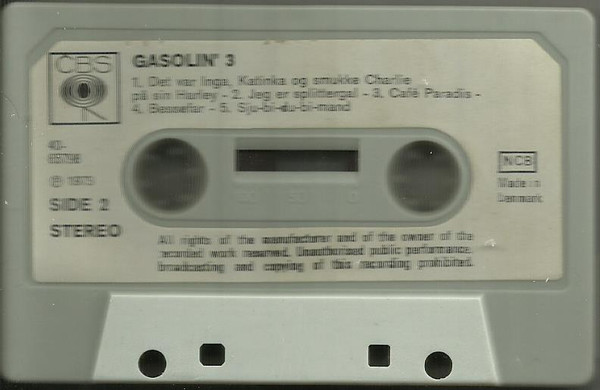 CBS
GASOLIN' 3
1. Det var Inga, Katinka og smukke Charlie
på sin Harley - 2. Jeg er splittergal - 3. Café Paradis -
4. Bessefar - 5. Sju-bi-du-bi-mand
40-
65798
℗ 1973
NCB
Made in
Denmark
SIDE 2
STEREO
All rights of the manufacturer and of the owner of the
recorded work reserved. Unauthorised public performance,
broadcasting and copying of this recording prohibited.